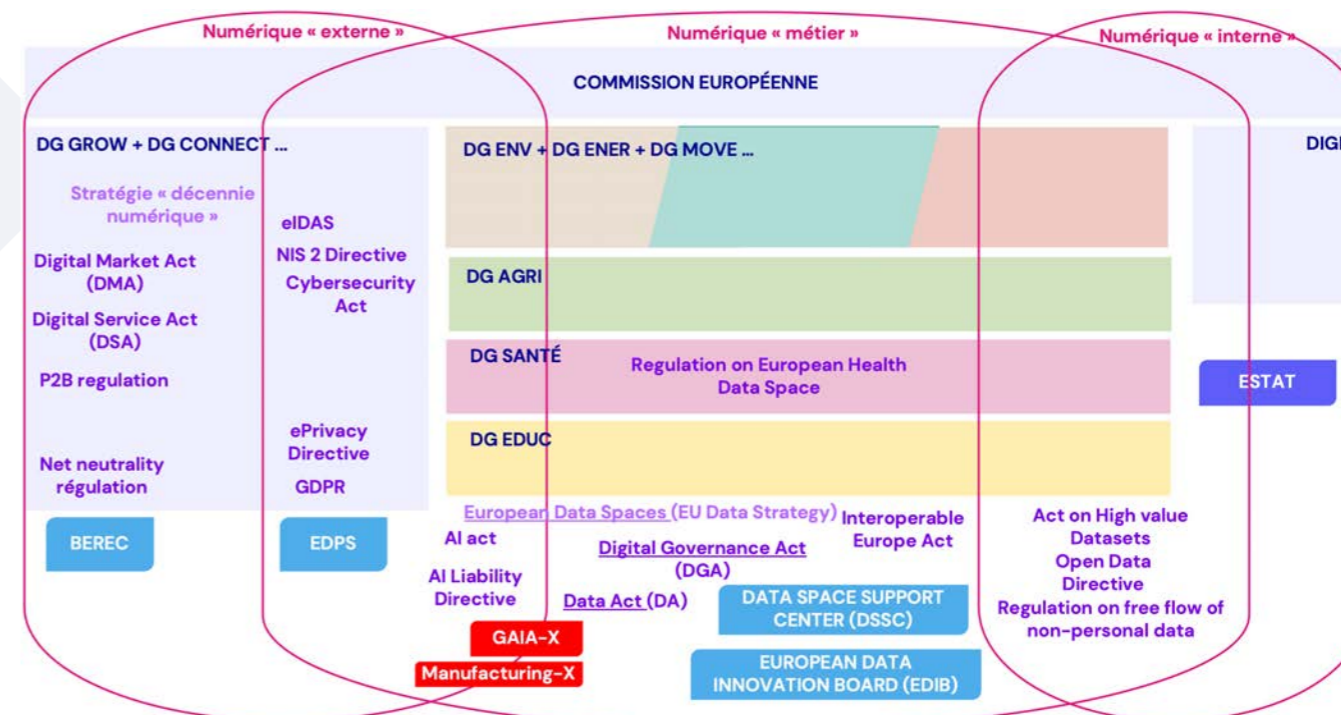 Numérique « externe »
Numérique « métier »
Numérique « interne »
COMMISSION EUROPÉENNE
DG GROW + DG CONNECT ...
Stratégie « décennie
numérique »
Digital Market Act
(DMA)
Digital Service Act
(DSA)
P2B regulation
Net neutrality
régulation
BEREC
eIDAS
NIS 2 Directive
Cybersecurity
Act
ePrivacy
Directive
GDPR
EDPS
DG ENV + DG ENER + DG MOVE ...
DG AGRI
DG SANTÉ
Regulation on European Health
Data Space
DG EDUC
European Data Spaces (EU Data Strategy)
AI act
AI Liability
Directive
Digital Governance Act
(DGA)
Data Act (DA)
Interoperable
Europe Act
GAIA-X
Manufacturing-X
DATA SPACE SUPPORT
CENTER (DSSC)
EUROPEAN DATA
INNOVATION BOARD (EDIB)
ESTAT
Act on High value
Datasets
Open Data
Directive
Regulation on free flow of
non-personal data